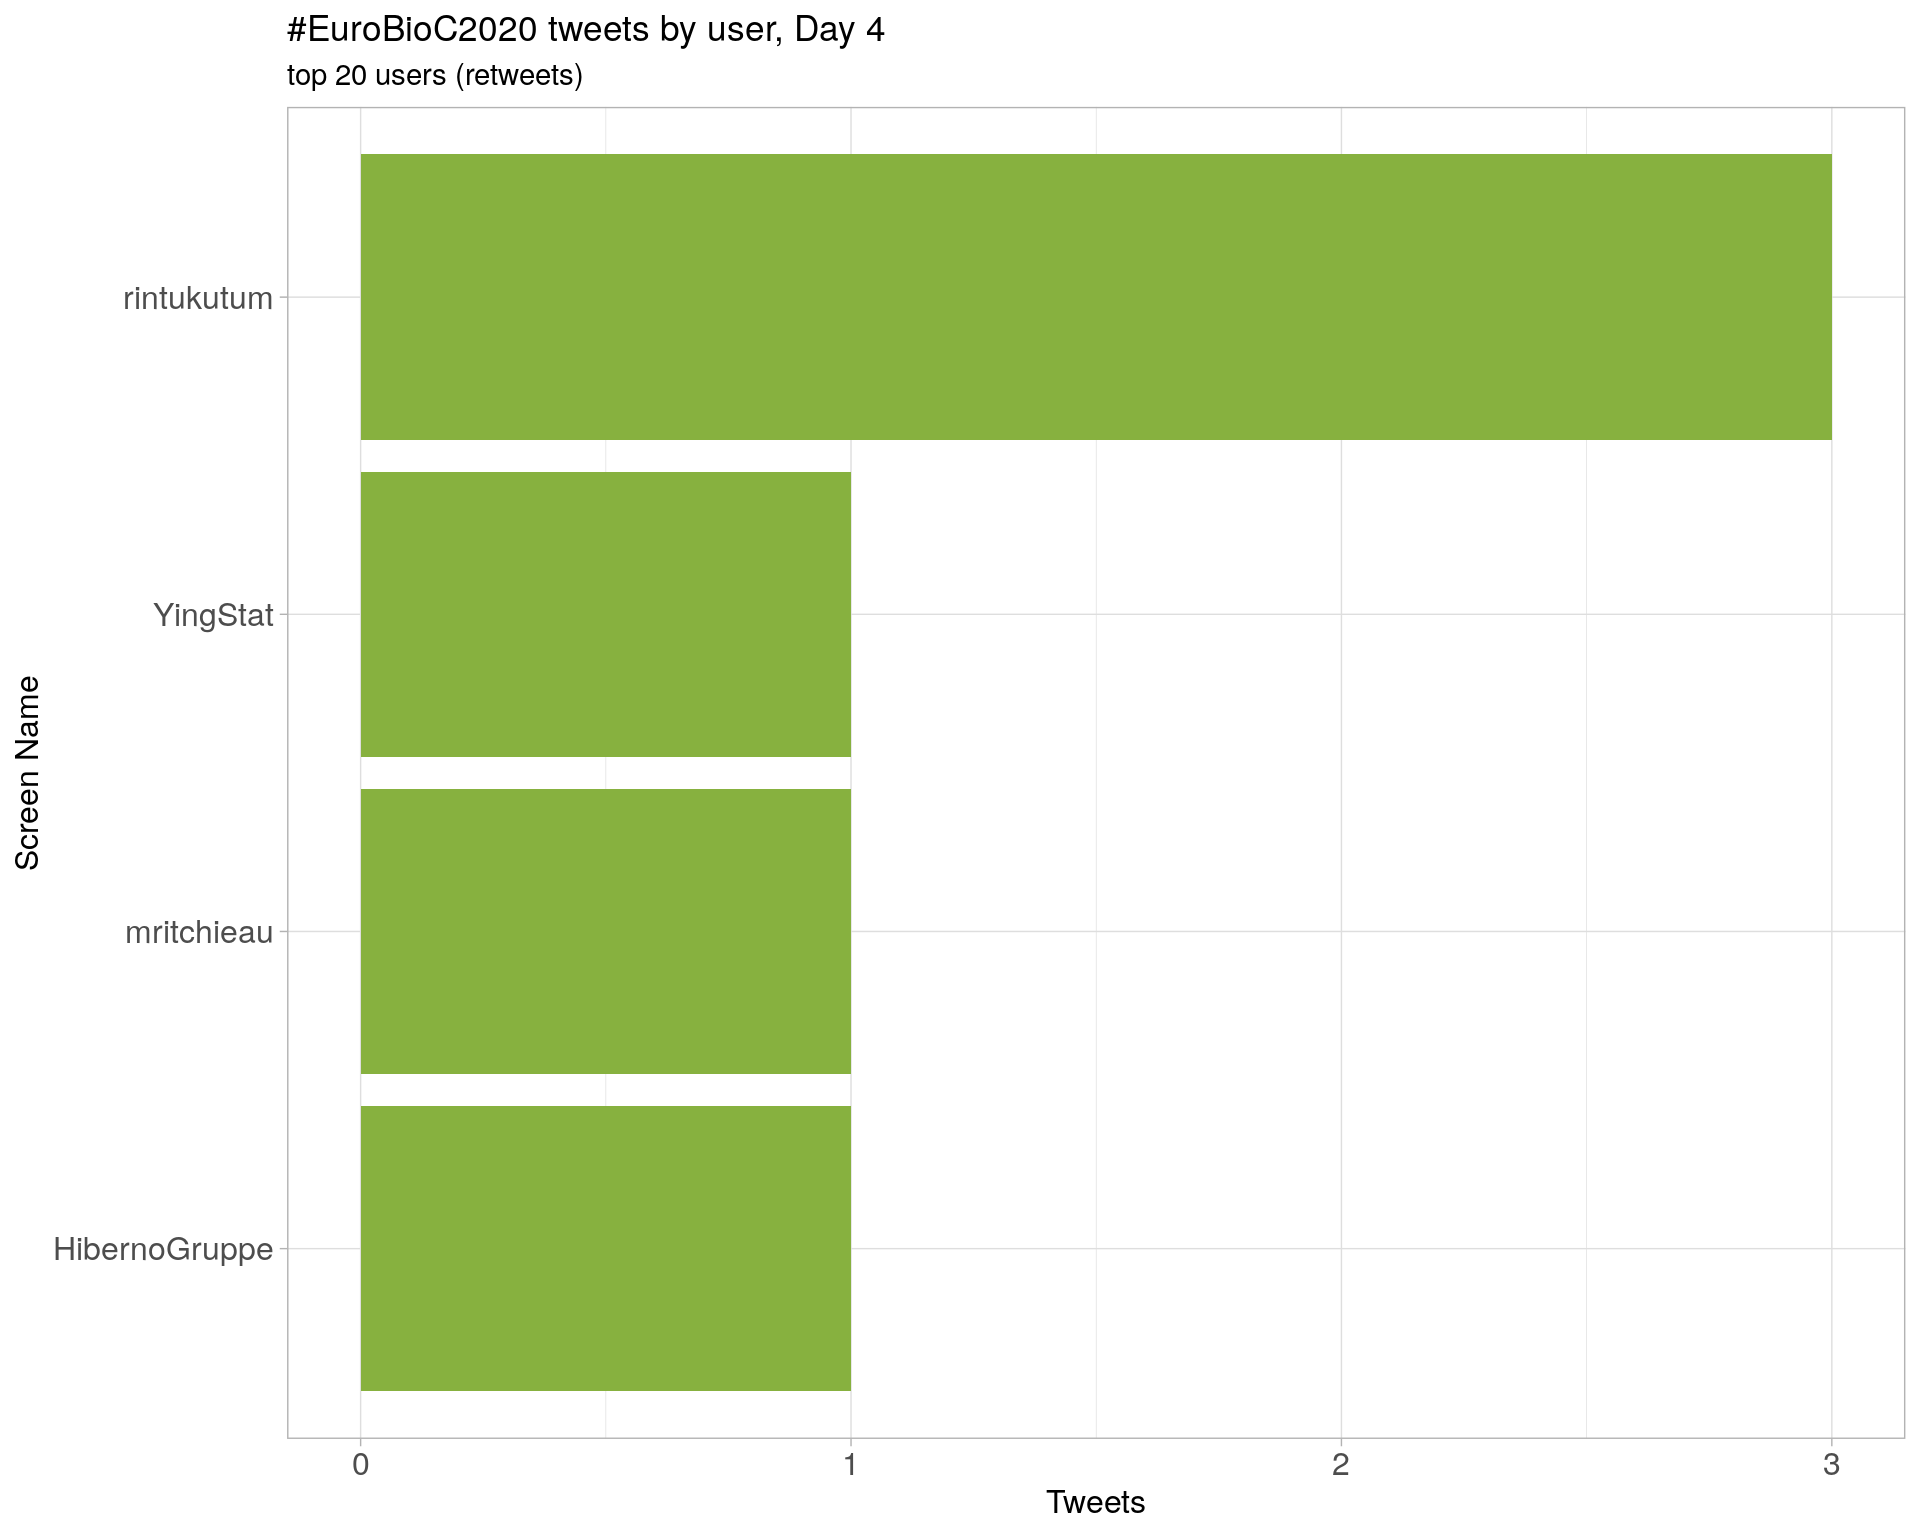 #EuroBioC2020 tweets by user, Day 4
top 20 users (retweets)
rintukutum
YingStat
mritchieau
HibernoGruppe
Screen Name
0 1 2 3
Tweets